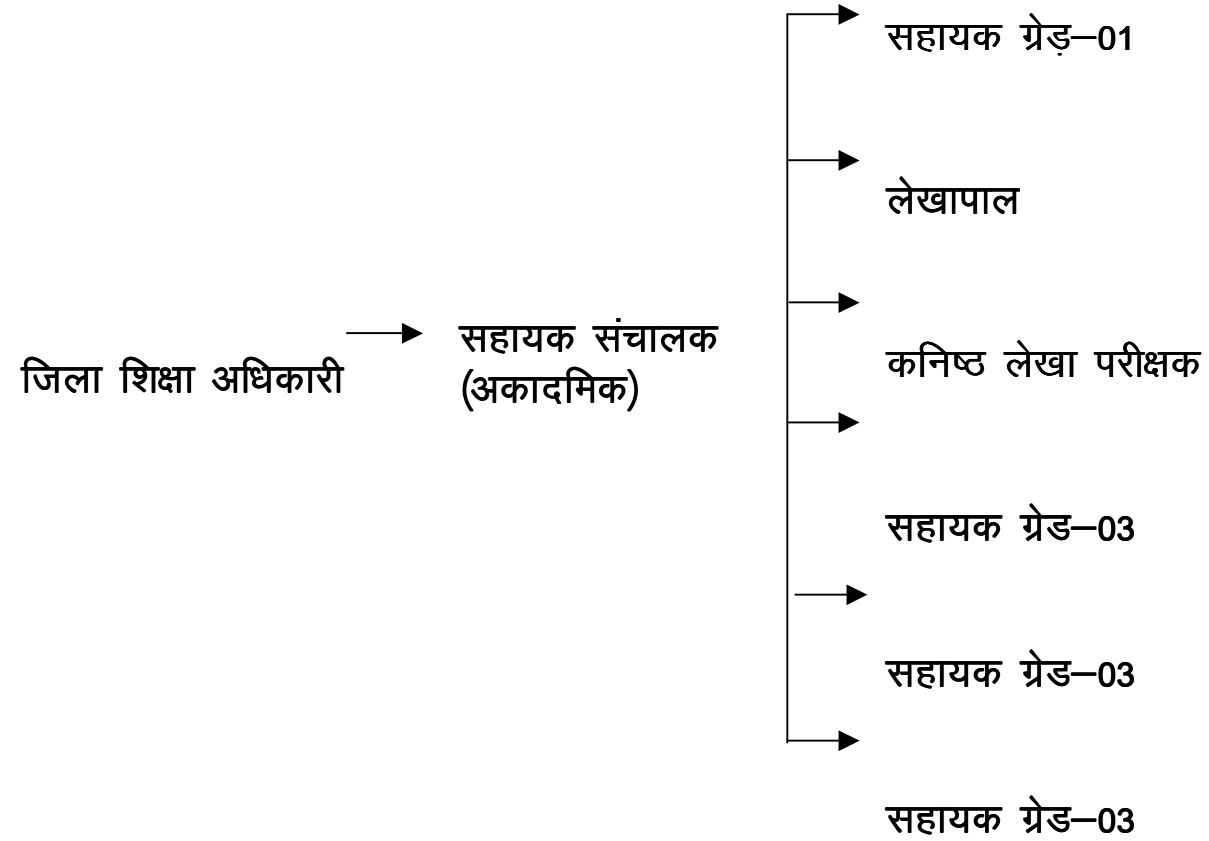 सहायक ग्रेड़–01
लेखापाल
जिला शिक्षा अधिकारी
सहायक संचालक
(अकादमिक)
कनिष्ठ लेखा परीक्षक
सहायक ग्रेड–03
सहायक ग्रेड–03
सहायक ग्रेड–03